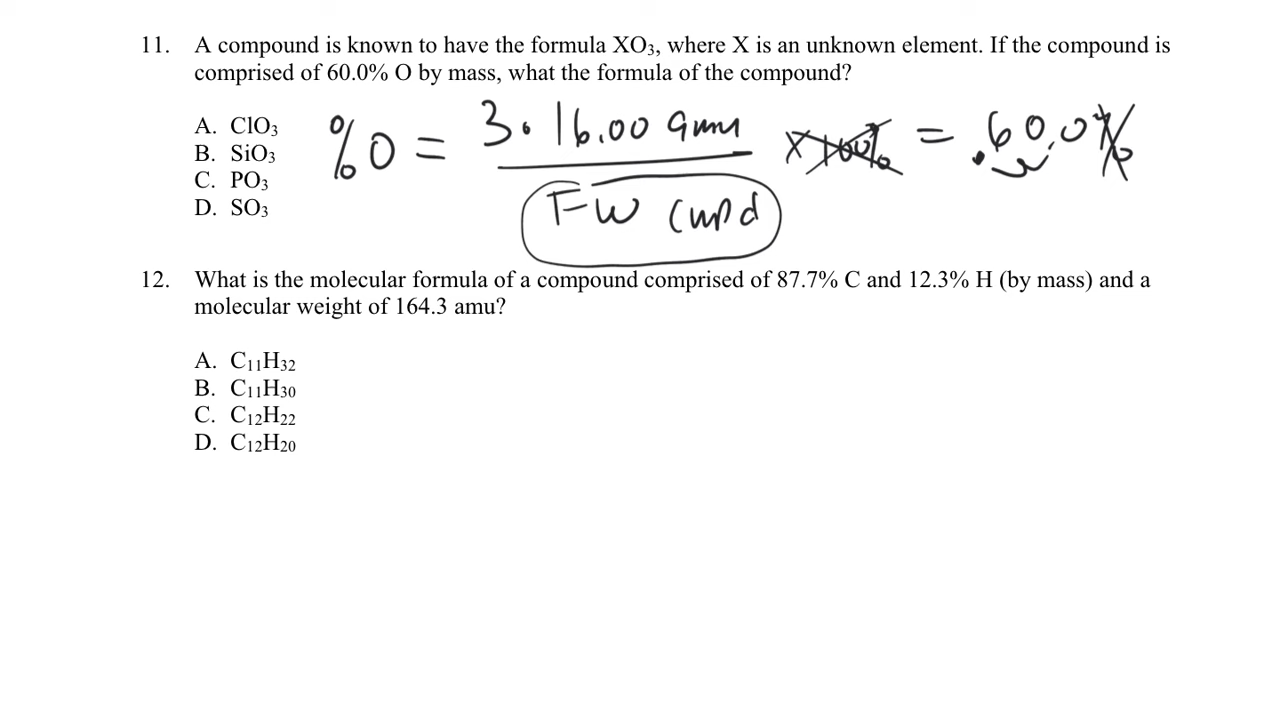 11. A compound is known to have the formula XO₃, where X is an unknown element. If the compound is
comprised of 60.0% O by mass, what the formula of the compound?
A. ClO₃
B. SiO₃
C. PO₃
D. SO₃
%O = 3 · 16.00 amu / FW cmpd x 100% = .60.0%
12. What is the molecular formula of a compound comprised of 87.7% C and 12.3% H (by mass) and a
molecular weight of 164.3 amu?
A. C₁₁H₃₂
B. C₁₁H₃₀
C. C₁₂H₂₂
D. C₁₂H₂₀